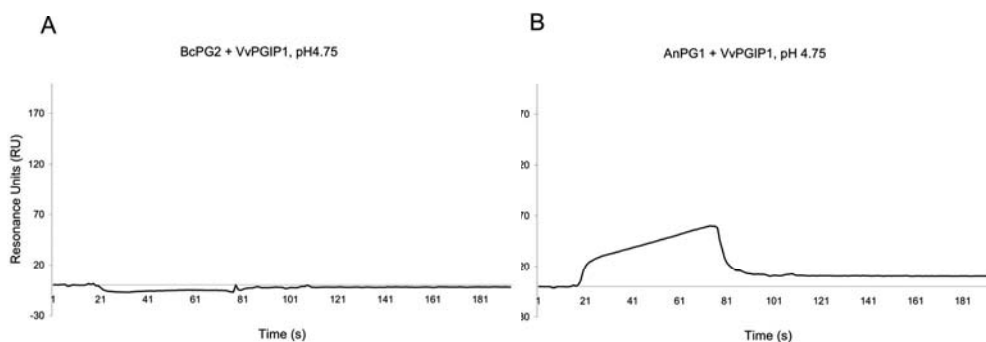 A
BcPG2 + VvPGIP1, pH4.75
Resonance Units (RU)
170
120
70
20
-30
1 21 41 61 81 101 121 141 161 181
Time (s)
B
AnPG1 + VvPGIP1, pH 4.75
70
20
70
20
30
1 21 41 61 81 101 121 141 161 181
Time (s)